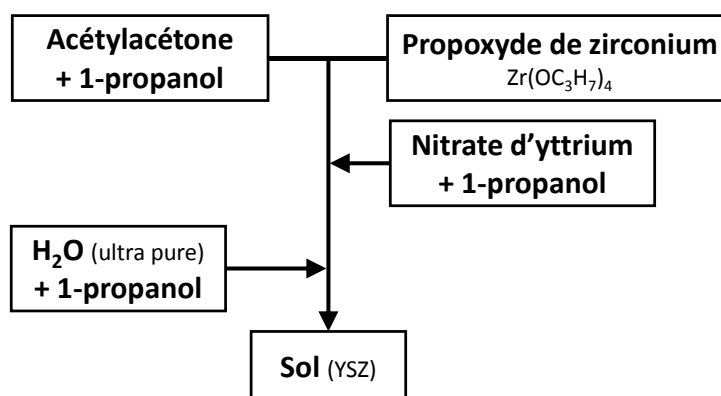 Acétylacétone
+ 1-propanol
Propoxyde de zirconium
Zr(OC₃H₇)₄
Nitrate d’yttrium
+ 1-propanol
H₂O (ultra pure)
+ 1-propanol
Sol (YSZ)